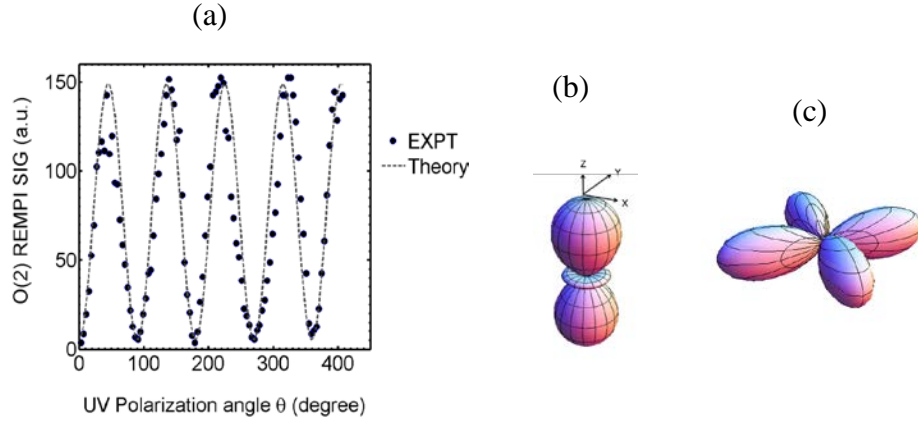 (a)
150
100
50
0
0 100 200 300 400
O(2) REMPI SIG (a.u.)
UV Polarization angle θ (degree)
EXPT
Theory
(b)
Z
Y
X
(c)